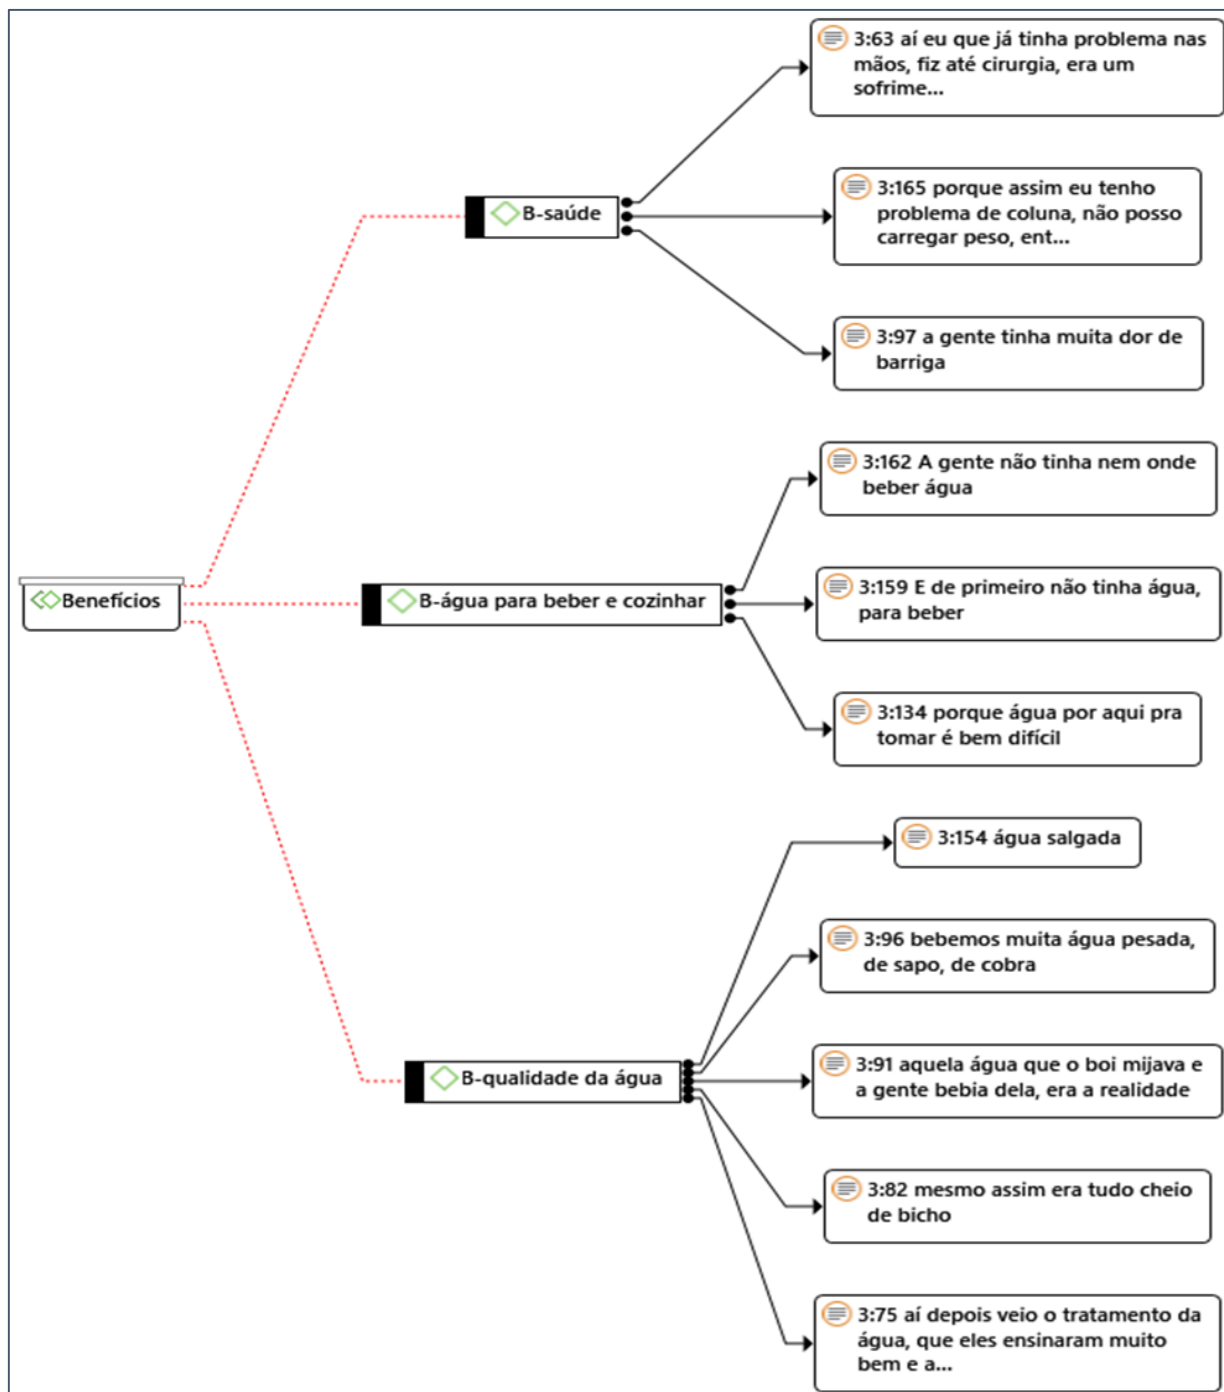 3:63 aí eu que já tinha problema nas
mãos, fiz até cirurgia, era um
sofrime...
B-saúde
3:165 porque assim eu tenho
problema de coluna, não posso
carregar peso, ent...
3:97 a gente tinha muita dor de
barriga
3:162 A gente não tinha nem onde
beber água
Benefícios
B-água para beber e cozinhar
3:159 E de primeiro não tinha água,
para beber
3:134 porque água por aqui pra
tomar é bem difícil
3:154 água salgada
3:96 bebemos muita água pesada,
de sapo, de cobra
B-qualidade da água
3:91 aquela água que o boi mijava e
a gente bebia dela, era a realidade
3:82 mesmo assim era tudo cheio
de bicho
3:75 aí depois veio o tratamento da
água, que eles ensinaram muito
bem e a...